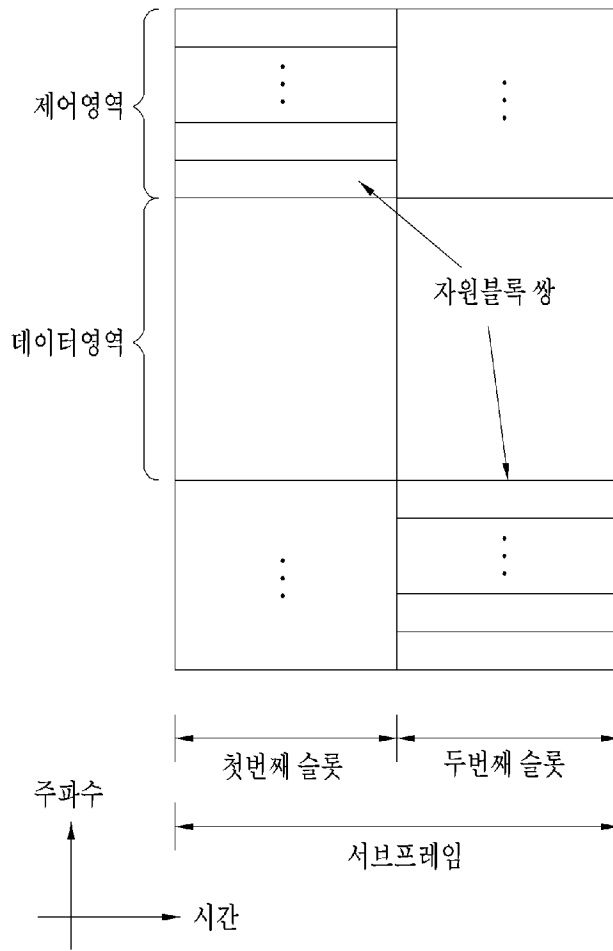 제어영역
자원블록 쌍
데이터영역
첫번째 슬롯
두번째 슬롯
주파수
서브프레임
시간